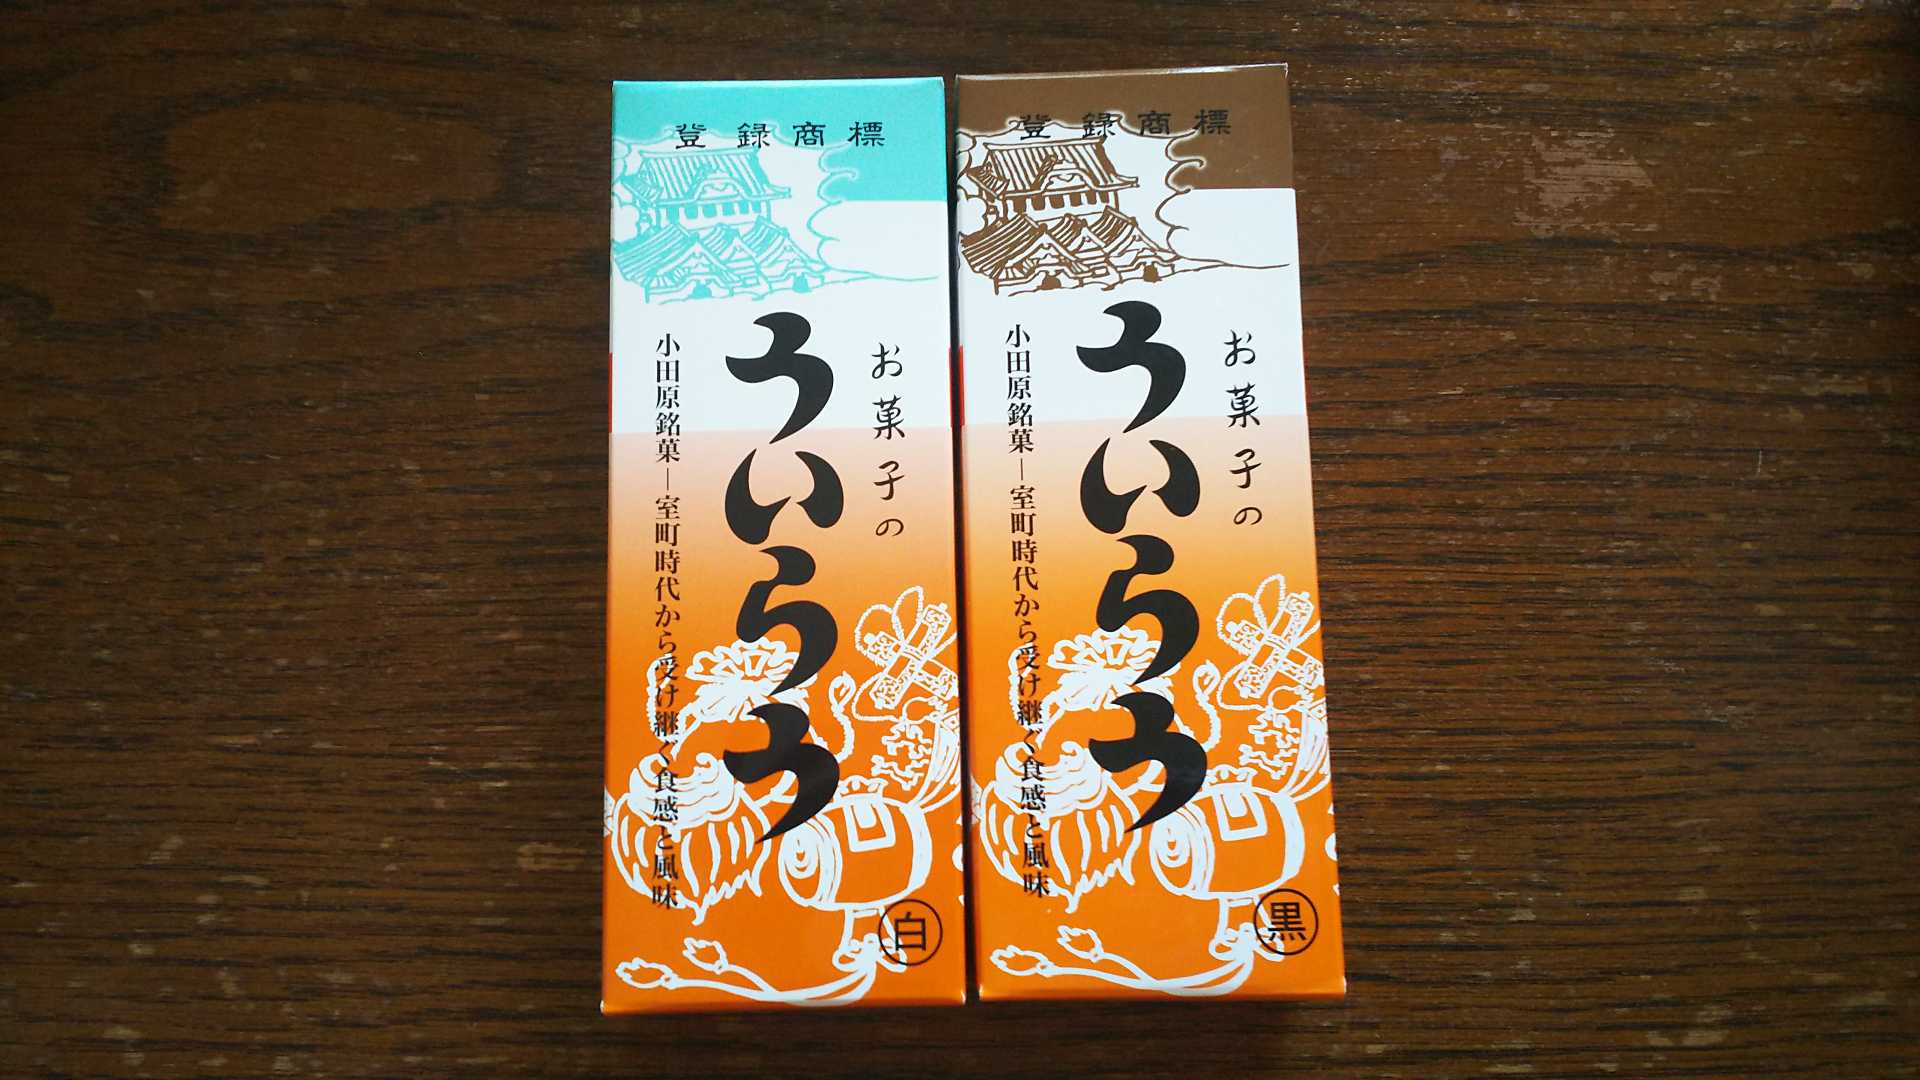 登録商標
お菓子の
ういらう
小田原銘菓―室町時代から受け継ぐ食感と風味
白
登録商標
お菓子の
ういらう
小田原銘菓―室町時代から受け継ぐ食感と風味
黒